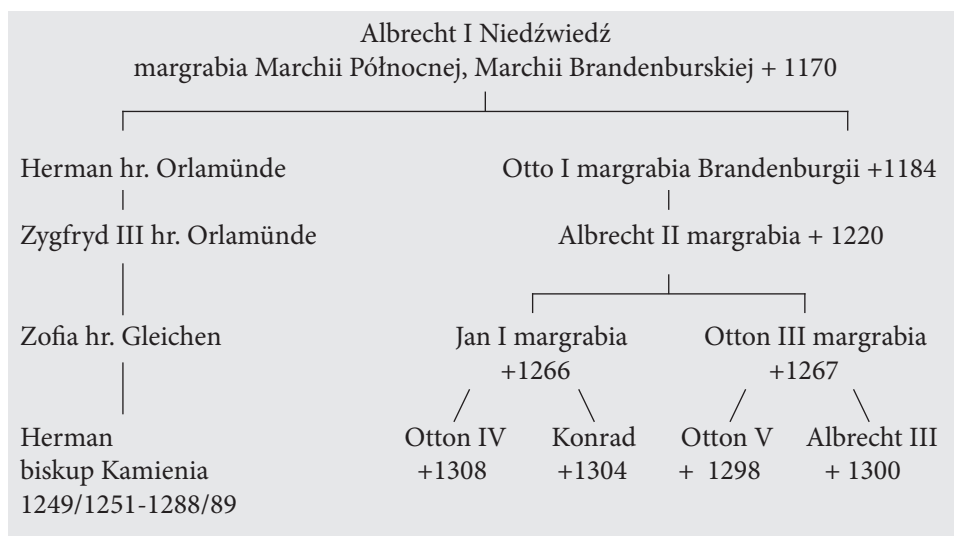 Albrecht I Niedźwiedź
margrabia Marchii Północnej, Marchii Brandenburskiej + 1170
Herman hr. Orlamünde
Otto I margrabia Brandenburgii +1184
Zygfryd III hr. Orlamünde
Albrecht II margrabia + 1220
Zofia hr. Gleichen
Jan I margrabia
+1266
Otton III margrabia
+1267
Herman
biskup Kamienia
1249/1251-1288/89
Otton IV
+1308
Konrad
+1304
Otton V
+ 1298
Albrecht III
+ 1300